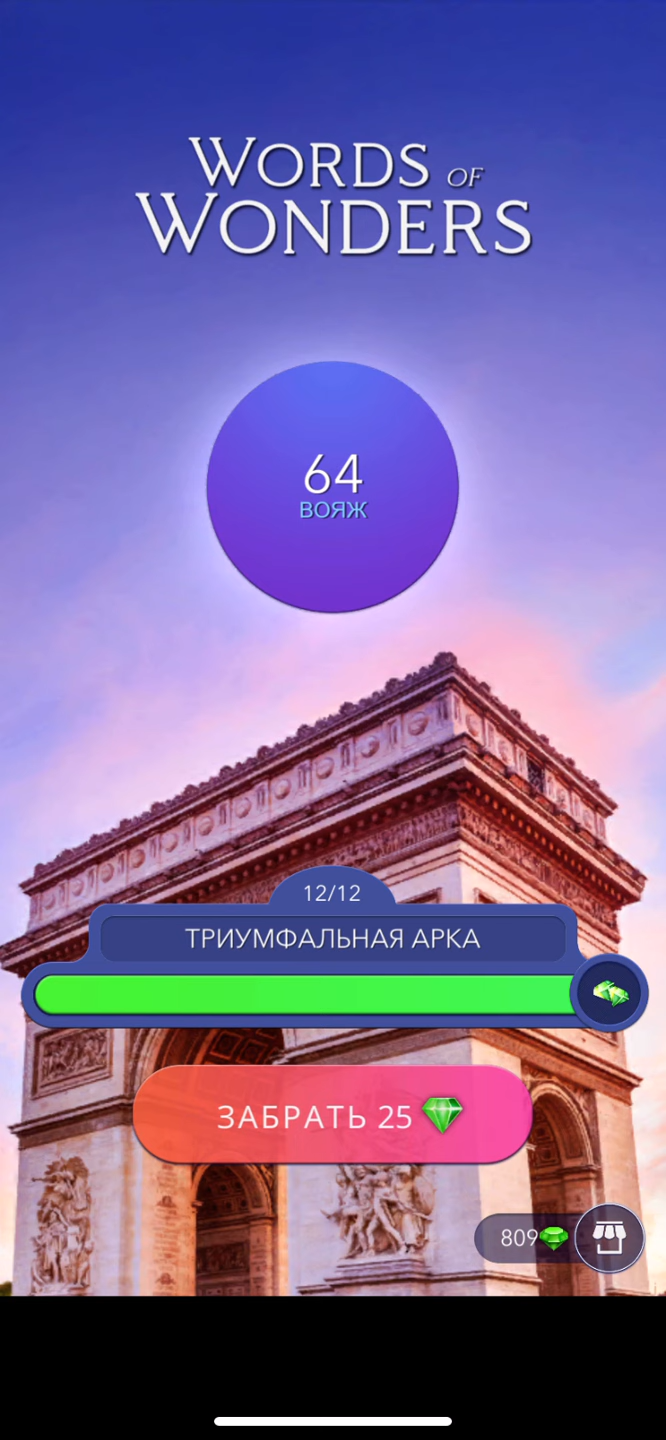 WORDS OF
WONDERS
64
ВОЯЖ
12/12
ТРИУМФАЛЬНАЯ АРКА
ЗАБРАТЬ 25
809